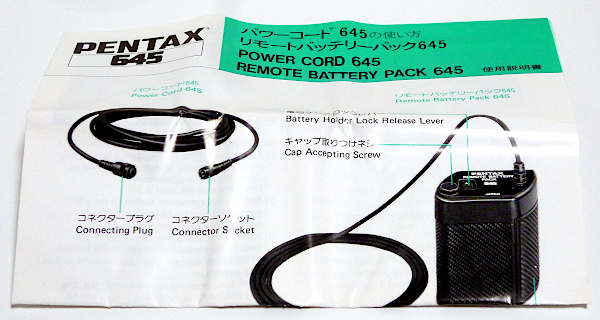 PENTAX
645
パワーコード645の使い方
リモートバッテリーパック645
POWER CORD 645
REMOTE BATTERY PACK 645 使用説明書
パワーコード645
Power Cord 645
リモートバッテリーパック645
Remote Battery Pack 645
Battery Holder Lock Release Lever
キャップ取りつけネジ
Cap Accepting Screw
PENTAX
REMOTE BATTERY
PACK
645
JAPAN
コネクタープラグ
Connecting Plug
コネクターソケット
Connector Socket